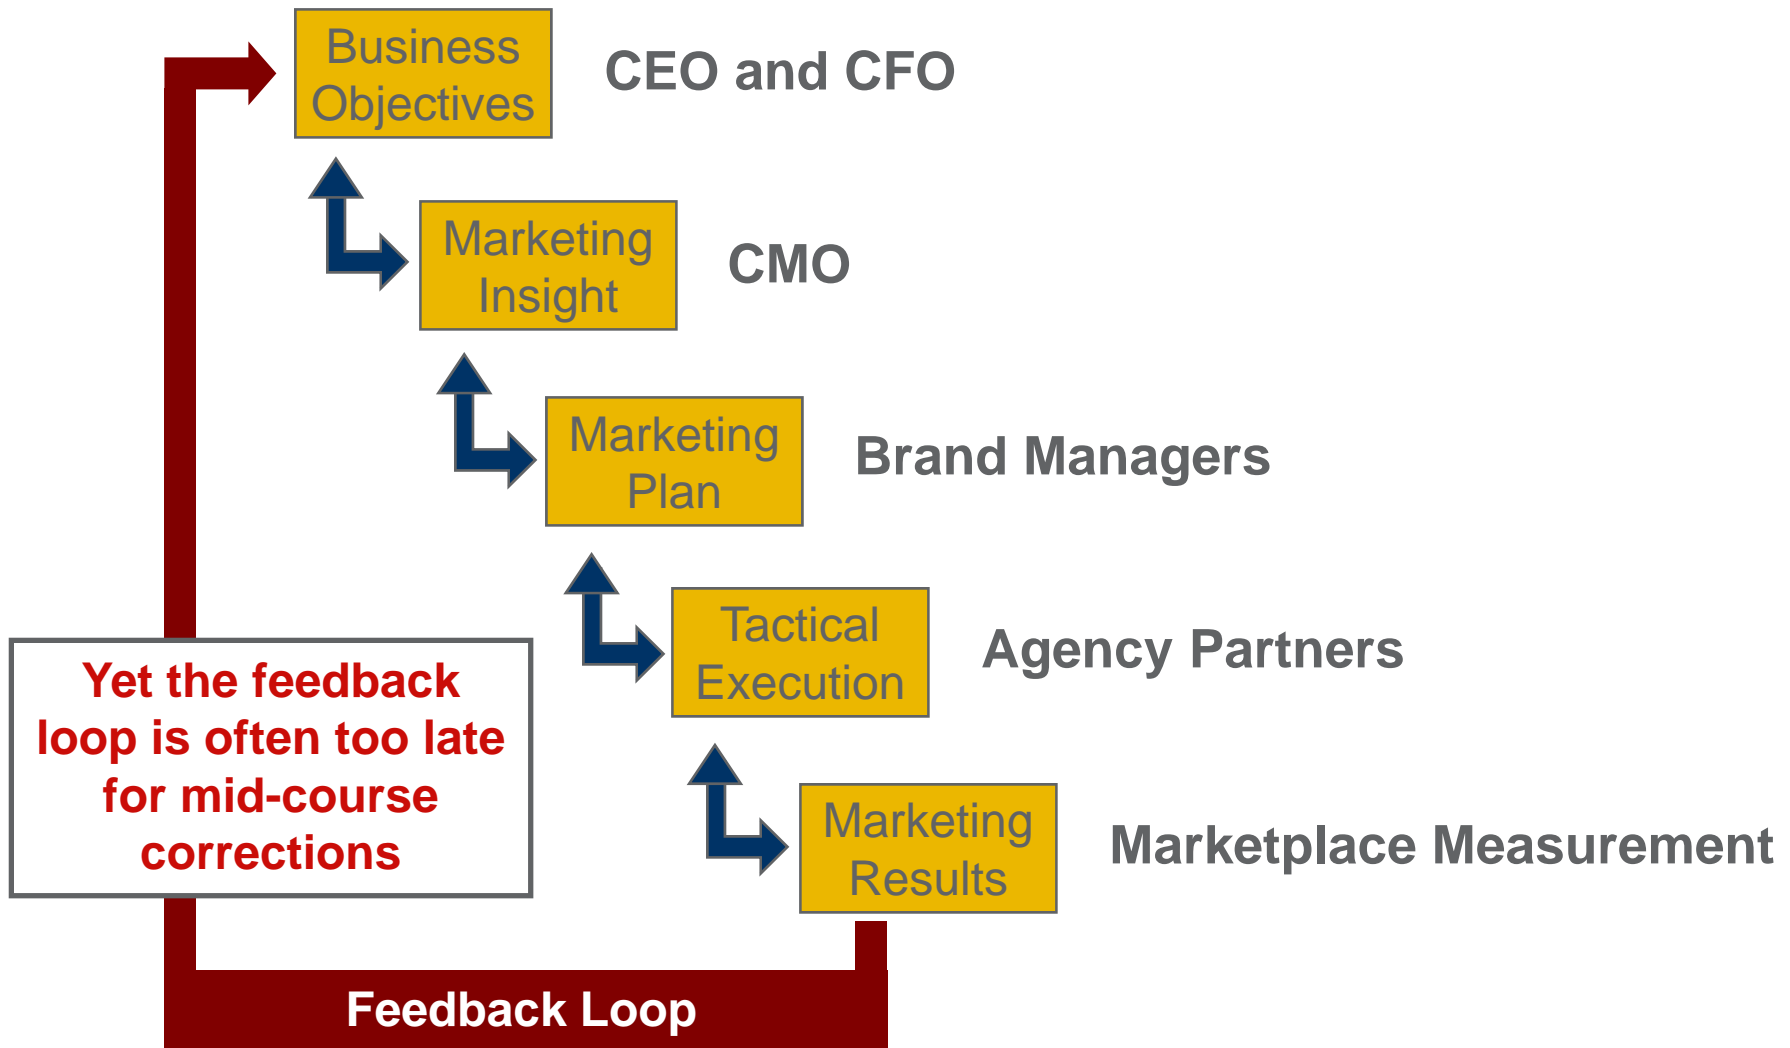 Business
Objectives
CEO and CFO
Marketing
Insight
CMO
Marketing
Plan
Brand Managers
Tactical
Execution
Agency Partners
Yet the feedback
loop is often too late
for mid-course
corrections
Marketing
Results
Marketplace Measurement
Feedback Loop